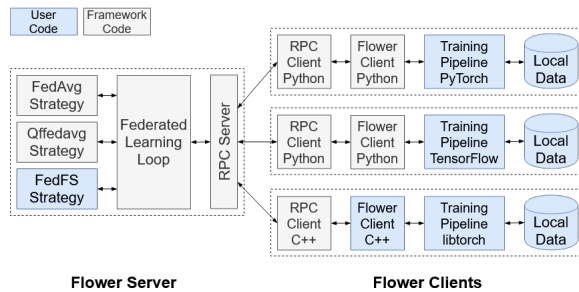 User
Code
Framework
Code
FedAvg
Strategy
Qffedavg
Strategy
FedFS
Strategy
Federated
Learning
Loop
RPC Server
RPC
Client
Python
Flower
Client
Python
Training
Pipeline
PyTorch
Local
Data
RPC
Client
Python
Flower
Client
Python
Training
Pipeline
TensorFlow
Local
Data
RPC
Client
C++
Flower
Client
C++
Training
Pipeline
libtorch
Local
Data
Flower Server
Flower Clients